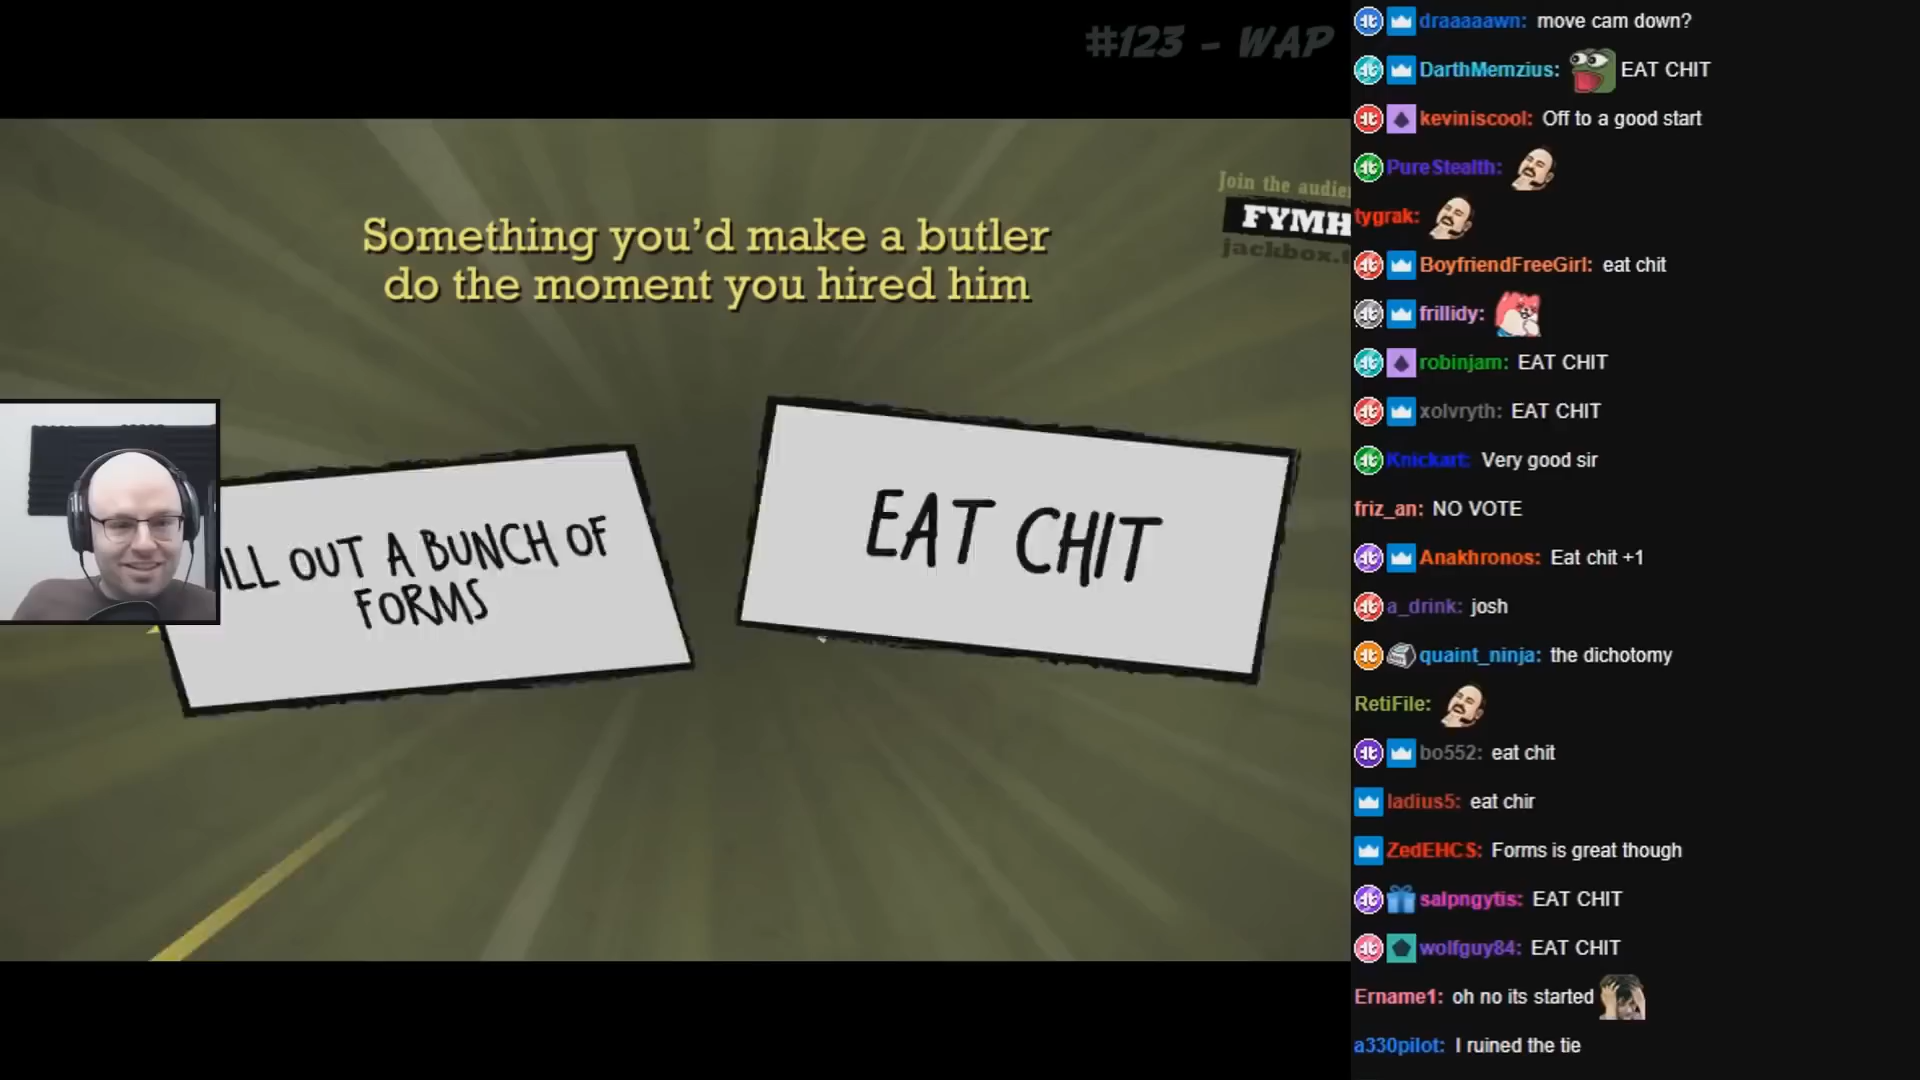 #123 - WAP
Something you'd make a butler
do the moment you hired him
Join the audie
FYMH
jackbox.t
ILL OUT A BUNCH OF
FORMS
EAT CHIT
draaaaawn: move cam down?
DarthMemzius: EAT CHIT
keviniscool: Off to a good start
PureStealth:
tygrak:
BoyfriendFreeGirl: eat chit
frillidy:
robinjam: EAT CHIT
xolvryth: EAT CHIT
Knickart: Very good sir
friz_an: NO VOTE
Anakhronos: Eat chit +1
a_drink: josh
quaint_ninja: the dichotomy
RetiFile:
bo552: eat chit
ladius5: eat chir
ZedEHCS: Forms is great though
salpngytis: EAT CHIT
wolfguy84: EAT CHIT
Ername1: oh no its started
a330pilot: I ruined the tie